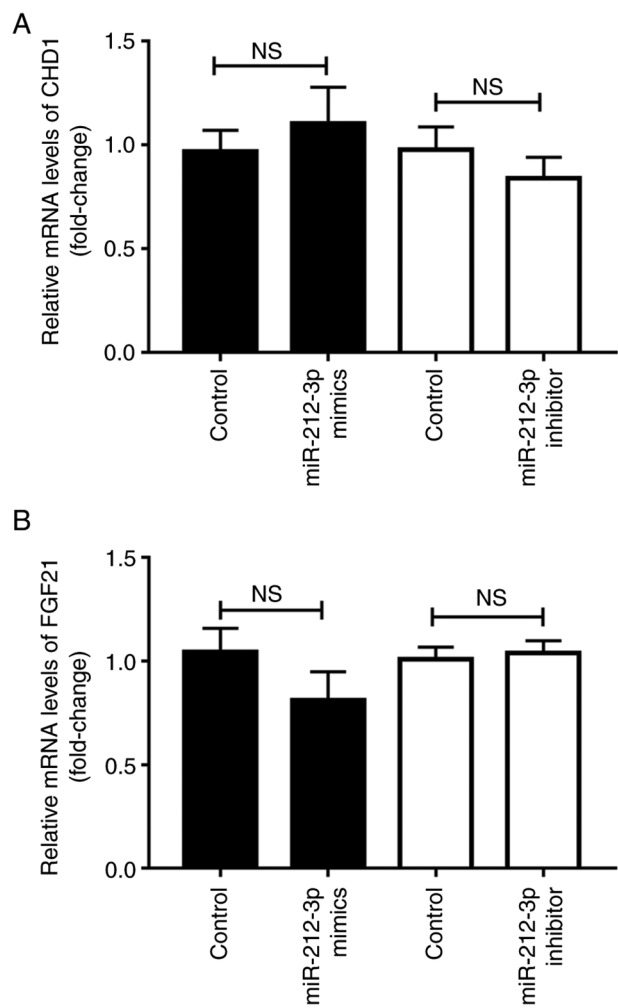 A
Relative mRNA levels of CHD1
(fold-change)
1.5
1.0
0.5
0.0
NS
NS
Control
miR-212-3p
mimics
Control
miR-212-3p
inhibitor
B
Relative mRNA levels of FGF21
(fold-change)
1.5
1.0
0.5
0.0
NS
NS
Control
miR-212-3p
mimics
Control
miR-212-3p
inhibitor